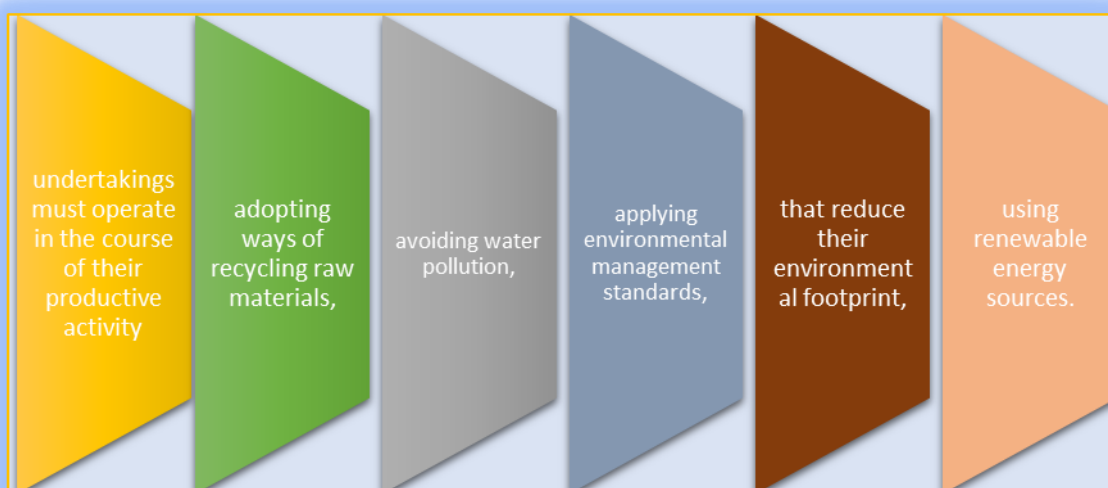 undertakings
must operate
in the course
of their
productive
activity
adopting
ways of
recycling raw
materials,
avoiding water
pollution,
applying
environmental
management
standards,
that reduce
their
environment
al footprint,
using
renewable
energy
sources.